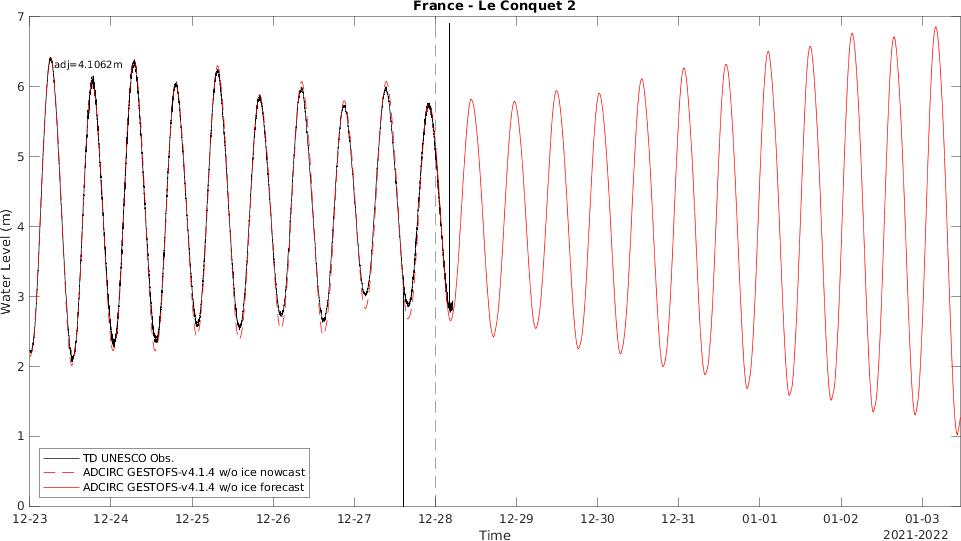 France - Le Conquet 2
adj=4.1062m
Water Level (m)
7
6
5
4
3
2
1
0
TD UNESCO Obs.
ADCIRC GESTOFS-v4.1.4 w/o ice nowcast
ADCIRC GESTOFS-v4.1.4 w/o ice forecast
12-23 12-24 12-25 12-26 12-27 12-28 12-29 12-30 12-31 01-01 01-02 01-03
Time
2021-2022